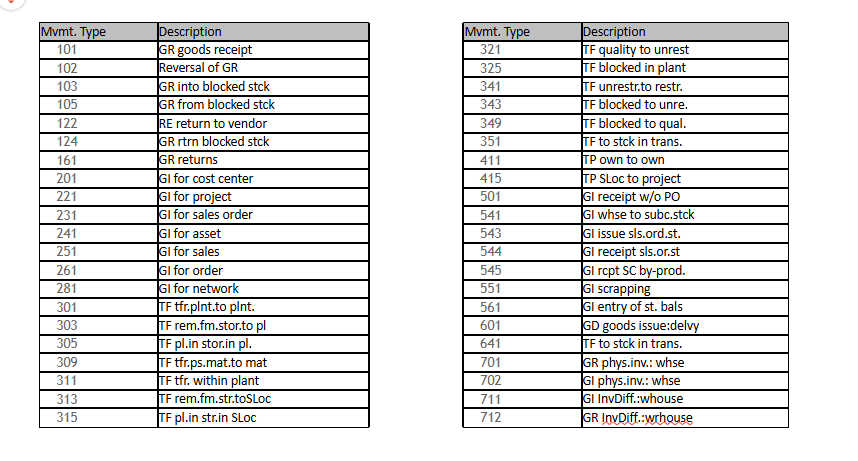 Mvmt. Type Description
101 GR goods receipt
102 Reversal of GR
103 GR into blocked stck
105 GR from blocked stck
122 RE return to vendor
124 GR rtrn blocked stck
161 GR returns
201 GI for cost center
221 GI for project
231 GI for sales order
241 GI for asset
251 GI for sales
261 GI for order
281 GI for network
301 TF tfr.plnt.to plnt.
303 TF rem.fm.stor.to pl
305 TF pl.in stor.in pl.
309 TF tfr.ps.mat.to mat
311 TF tfr. within plant
313 TF rem.fm.str.toSLoc
315 TF pl.in str.in SLoc
Mvmt. Type Description
321 TF quality to unrest
325 TF blocked in plant
341 TF unrestr.to restr.
343 TF blocked to unre.
349 TF blocked to qual.
351 TF to stck in trans.
411 TP own to own
415 TP SLoc to project
501 GI receipt w/o PO
541 GI whse to subc.stck
543 GI issue sls.ord.st.
544 GI receipt sls.or.st
545 GI rcpt SC by-prod.
551 GI scrapping
561 GI entry of st. bals
601 GD goods issue:delvy
641 TF to stck in trans.
701 GR phys.inv.: whse
702 GI phys.inv.: whse
711 GI InvDiff.:whouse
712 GR InvDiff.:wrhouse